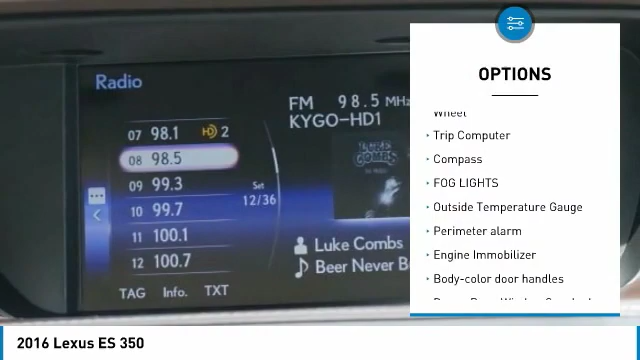 Radio
FM 98.5 MHz
KYGO-HD1
07 98.1 HD 2
08 98.5
09 99.3
10 99.7
11 100.1
12 100.7
Set
12/36
LUKE
COMBS
Luke Combs
Beer Never B
TAG Info. TXT
OPTIONS
Wheel
• Trip Computer
• Compass
• FOG LIGHTS
• Outside Temperature Gauge
• Perimeter alarm
• Engine Immobilizer
• Body-color door handles
2016 Lexus ES 350